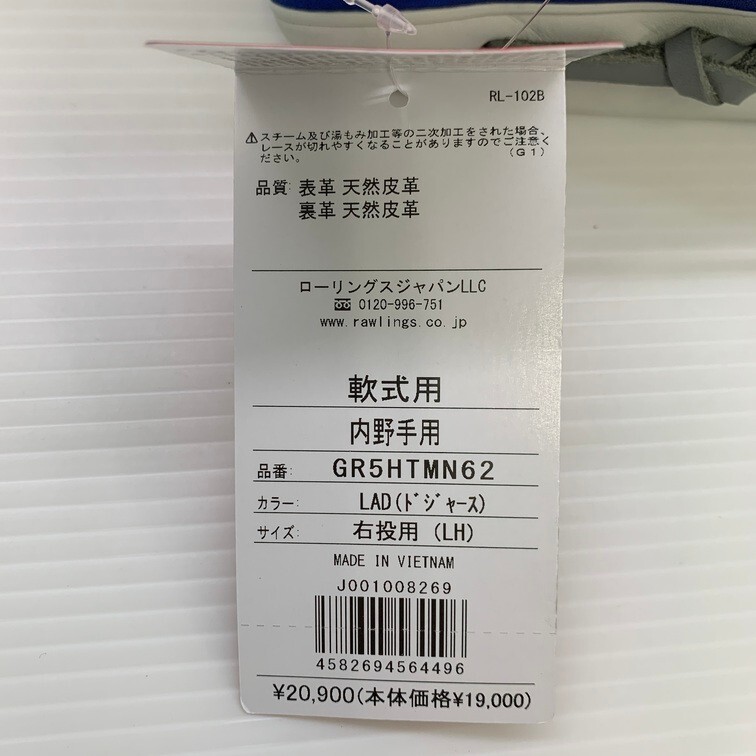 RL-102B
⚠スチーム及び湯もみ加工等の二次加工をされた場合、
レースが切れやすくなることがありますのでご注意く
ださい。 (G1)
品質: 表革 天然皮革
裏革 天然皮革
ローリングスジャパンLLC
0120-996-751
www.rawlings.co.jp
軟式用
内野手用
品番: GR5HTMN62
カラー: LAD(ドジャース)
サイズ: 右投用 (LH)
MADE IN VIETNAM
J001008269
4582694564496
¥20,900(本体価格¥19,000)